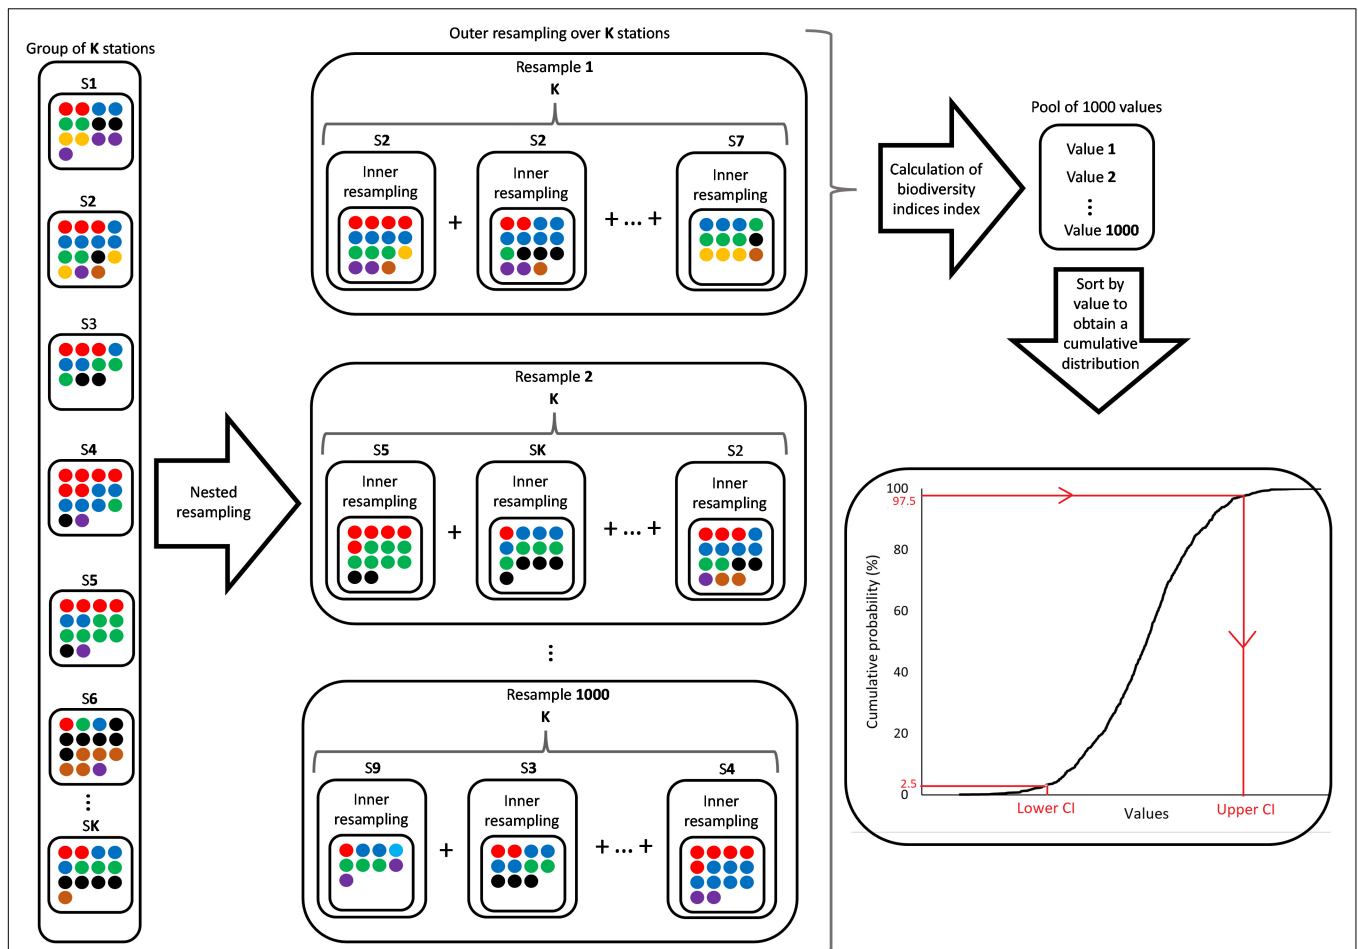 Group of K stations
S1
S2
S3
S4
S5
S6
⋮
SK
Nested
resampling
Outer resampling over K stations
Resample 1
K
S2
S2
S7
Inner
resampling
Inner
resampling
Inner
resampling
+
+ ... +
Resample 2
K
S5
SK
S2
Inner
resampling
Inner
resampling
Inner
resampling
+
+ ... +
⋮
Resample 1000
K
S9
S3
S4
Inner
resampling
Inner
resampling
Inner
resampling
+
+ ... +
Calculation of
biodiversity
indices index
Pool of 1000 values
Value 1
Value 2
⋮
Value 1000
Sort by
value to
obtain a
cumulative
distribution
Cumulative probability (%)
100
97.5
80
60
40
20
2.5
0
Lower CI
Values
Upper CI